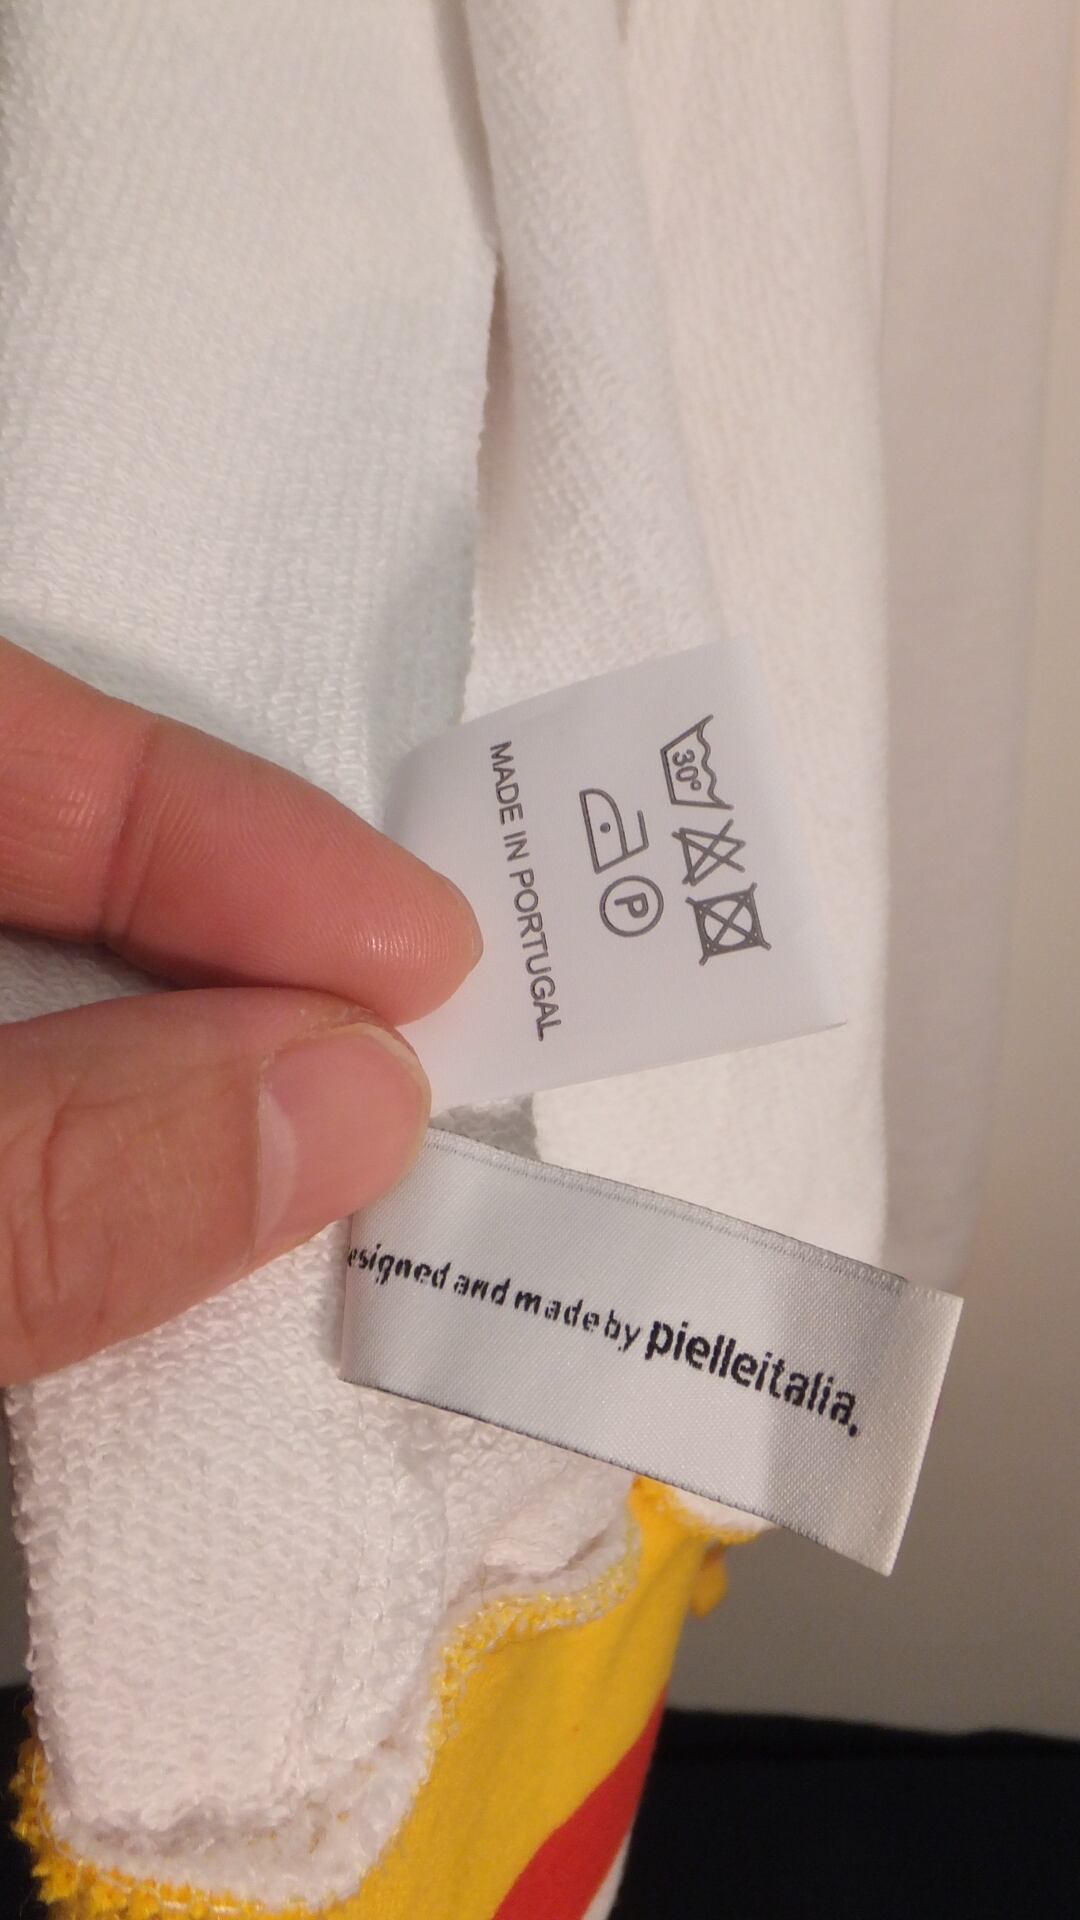 30°
P
MADE IN PORTUGAL
esigned and made by pielleitalia.